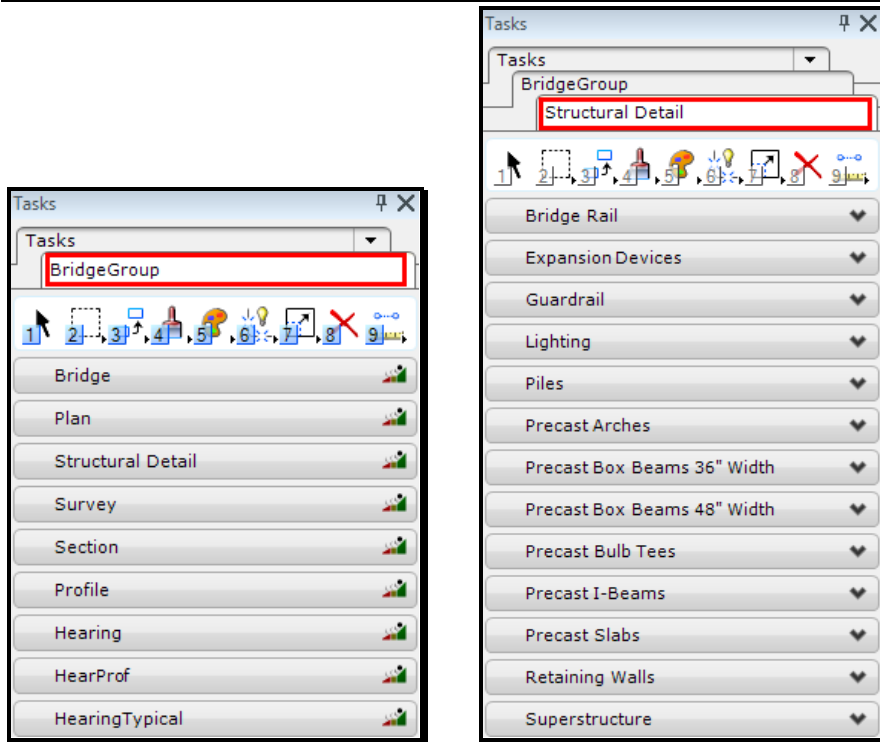 Tasks
Tasks
BridgeGroup
1 2 3 4 5 6 7 8 9
Bridge
Plan
Structural Detail
Survey
Section
Profile
Hearing
HearProf
HearingTypical
Tasks
Tasks
BridgeGroup
Structural Detail
1 2 3 4 5 6 7 8 9
Bridge Rail
Expansion Devices
Guardrail
Lighting
Piles
Precast Arches
Precast Box Beams 36" Width
Precast Box Beams 48" Width
Precast Bulb Tees
Precast I-Beams
Precast Slabs
Retaining Walls
Superstructure